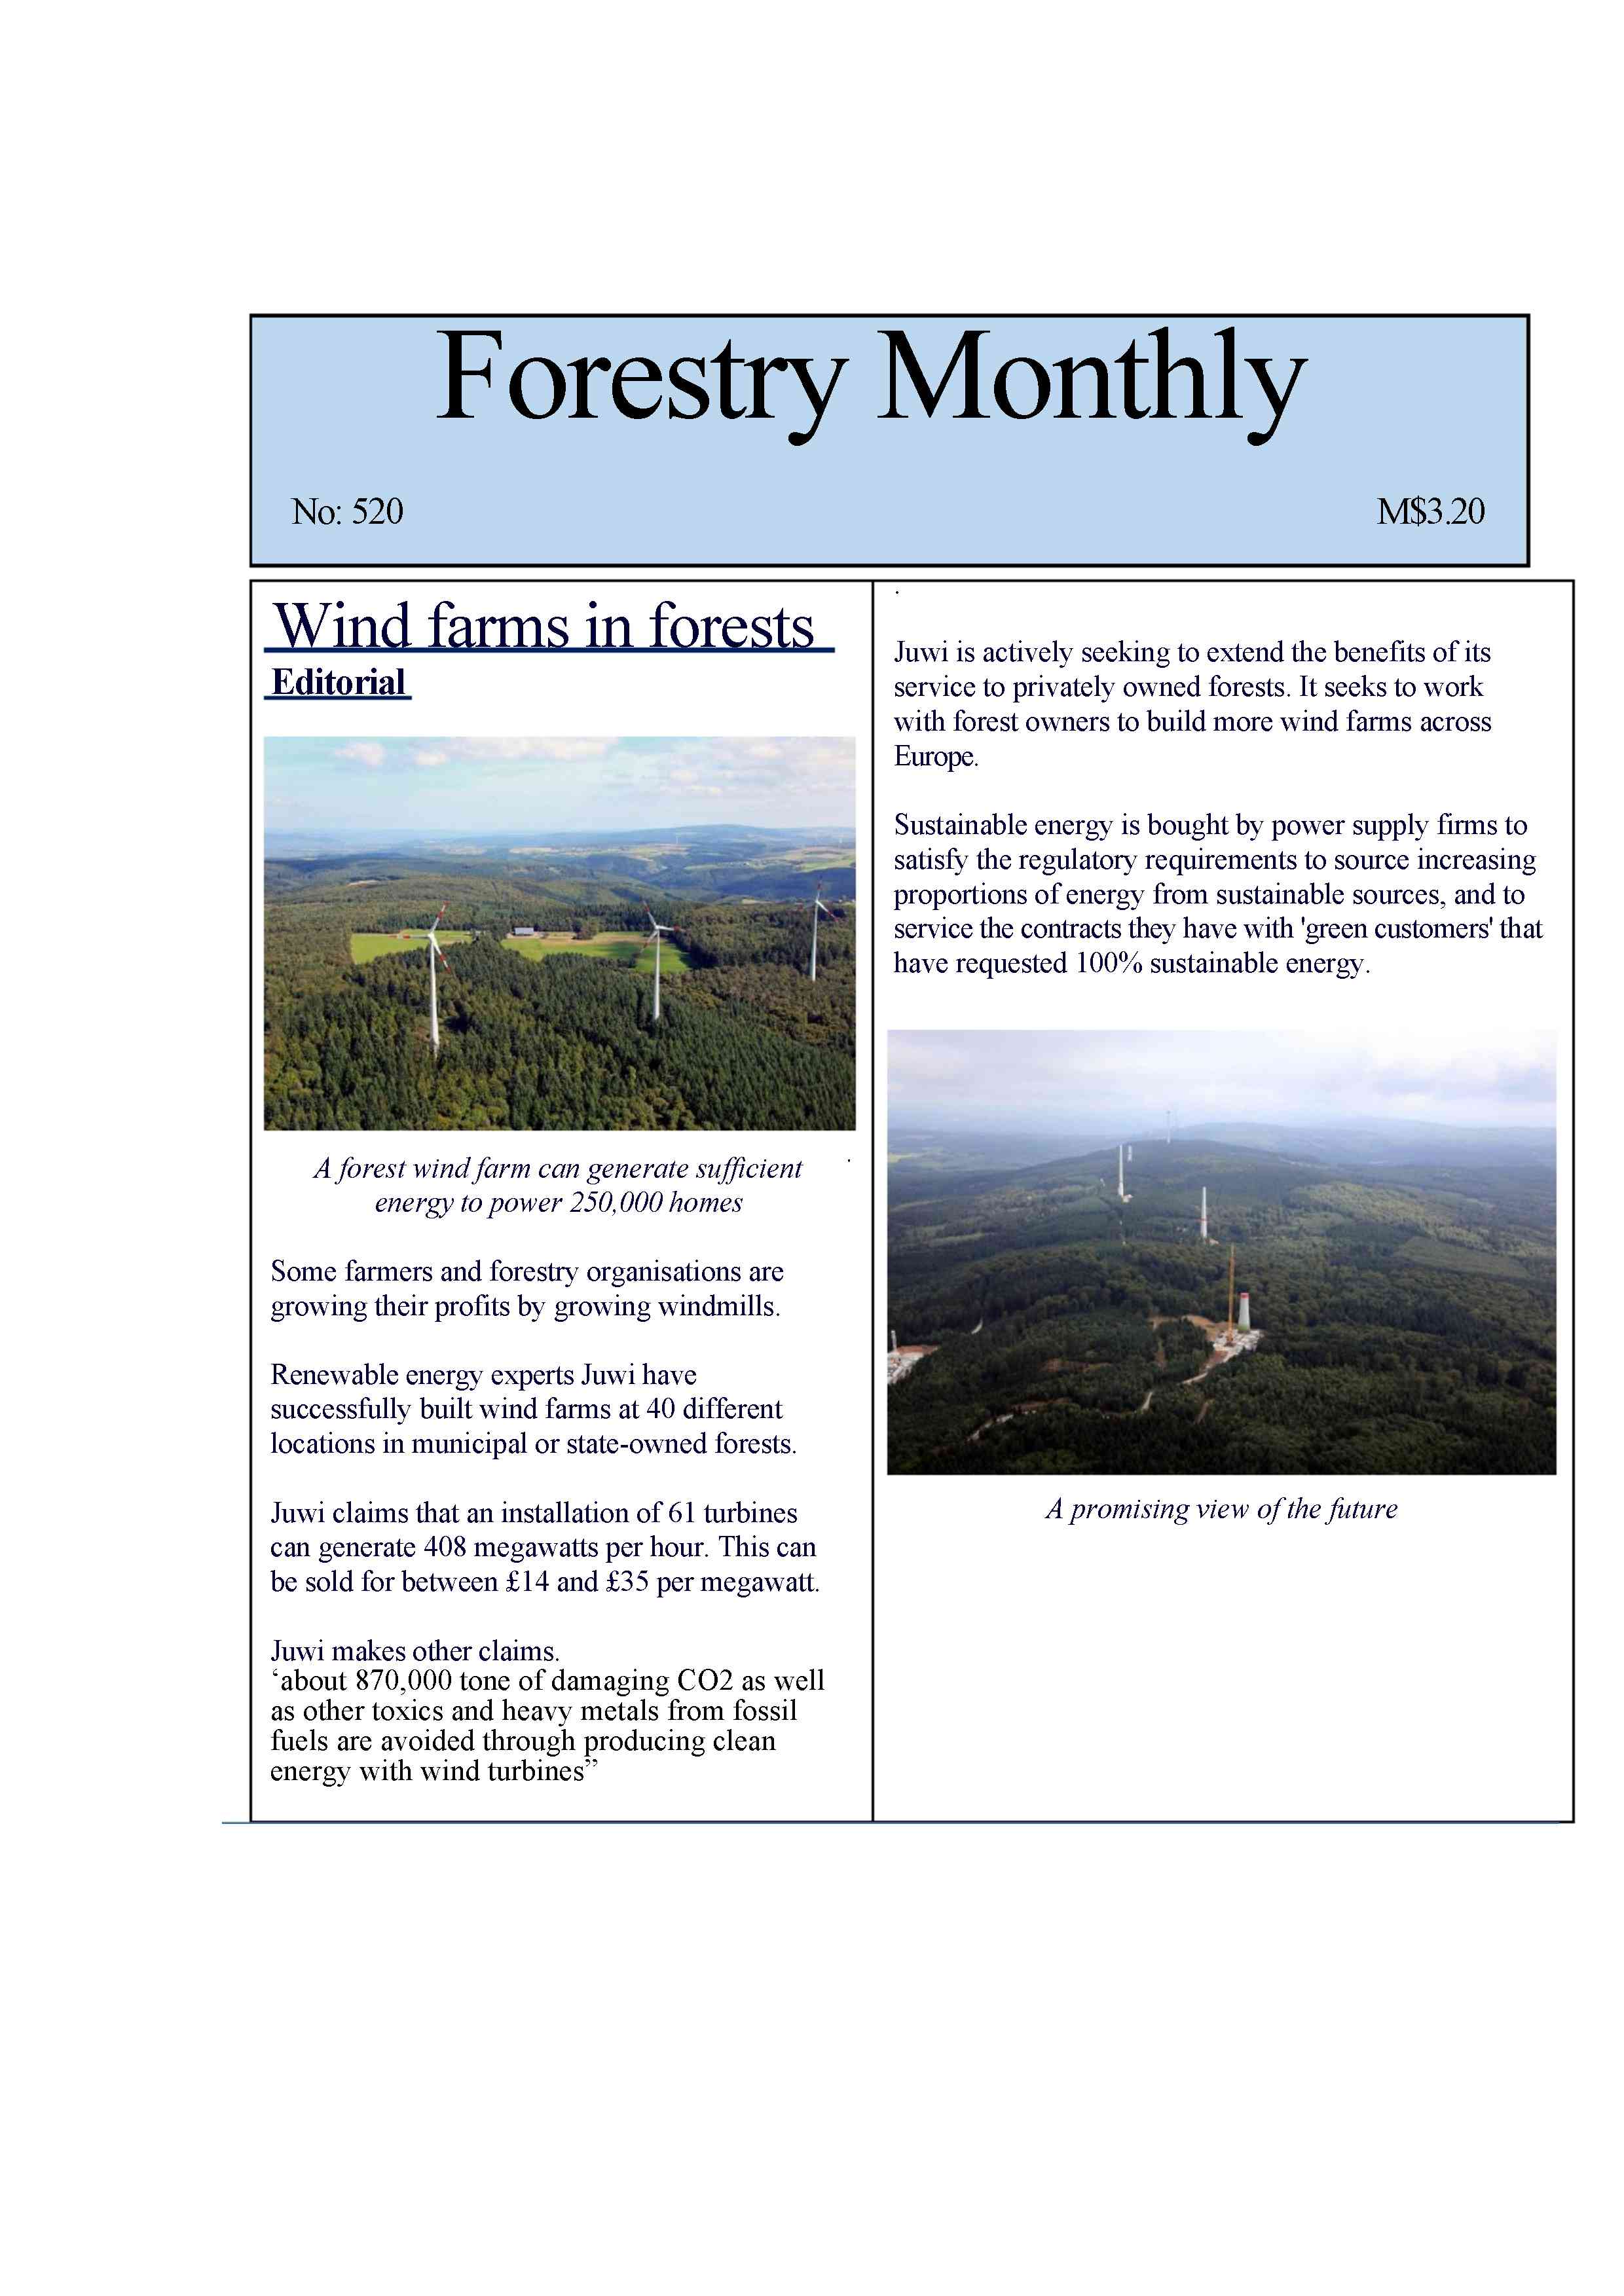 Forestry Monthly
No: 520
M$3.20
Wind farms in forests
Editorial
A forest wind farm can generate sufficient
energy to power 250,000 homes
Some farmers and forestry organisations are
growing their profits by growing windmills.
Renewable energy experts Juwi have
successfully built wind farms at 40 different
locations in municipal or state-owned forests.
Juwi claims that an installation of 61 turbines
can generate 408 megawatts per hour. This can
be sold for between £14 and £35 per megawatt.
Juwi makes other claims.
‘about 870,000 tone of damaging CO2 as well
as other toxics and heavy metals from fossil
fuels are avoided through producing clean
energy with wind turbines”
.
Juwi is actively seeking to extend the benefits of its
service to privately owned forests. It seeks to work
with forest owners to build more wind farms across
Europe.
Sustainable energy is bought by power supply firms to
satisfy the regulatory requirements to source increasing
proportions of energy from sustainable sources, and to
service the contracts they have with 'green customers' that
have requested 100% sustainable energy.
A promising view of the future